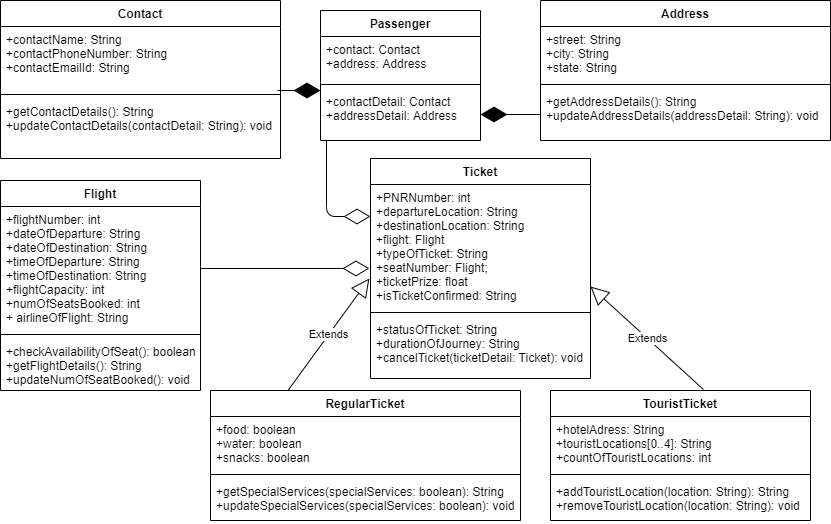 Contact
+contactName: String
+contactPhoneNumber: String
+contactEmailId: String
+getContactDetails(): String
+updateContactDetails(contactDetail: String): void
Passenger
+contact: Contact
+address: Address
+contactDetail: Contact
+addressDetail: Address
Address
+street: String
+city: String
+state: String
+getAddressDetails(): String
+updateAddressDetails(addressDetail: String): void
Flight
+flightNumber: int
+dateOfDeparture: String
+dateOfDestination: String
+timeOfDeparture: String
+timeOfDestination: String
+flightCapacity: int
+numOfSeatsBooked: int
+ airlineOfFlight: String
+checkAvailabilityOfSeat(): boolean
+getFlightDetails(): String
+updateNumOfSeatBooked(): void
Ticket
+PNRNumber: int
+departureLocation: String
+destinationLocation: String
+flight: Flight
+typeOfTicket: String
+seatNumber: Flight;
+ticketPrize: float
+isTicketConfirmed: String
+statusOfTicket: String
+durationOfJourney: String
+cancelTicket(ticketDetail: Ticket): void
Extends
Extends
RegularTicket
+food: boolean
+water: boolean
+snacks: boolean
+getSpecialServices(specialServices: boolean): String
+updateSpecialServices(specialServices: boolean): void
TouristTicket
+hotelAdress: String
+touristLocations[0..4]: String
+countOfTouristLocations: int
+addTouristLocation(location: String): String
+removeTouristLocation(location: String): void